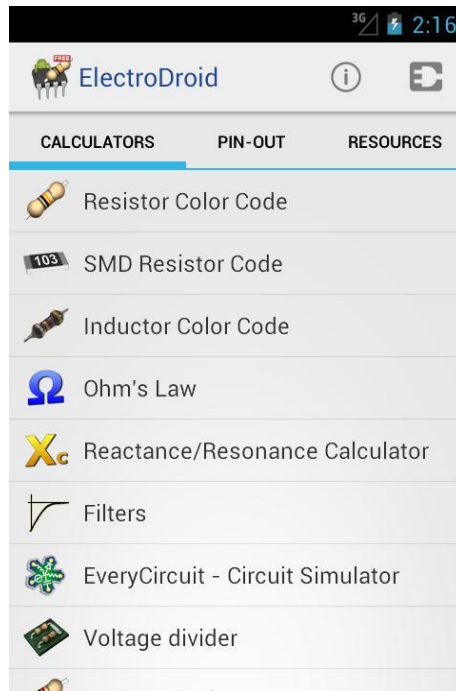 3G 2:16
FREE
ElectroDroid
CALCULATORS PIN-OUT RESOURCES
Resistor Color Code
103 SMD Resistor Code
Inductor Color Code
Ω Ohm's Law
Xc Reactance/Resonance Calculator
Filters
EveryCircuit - Circuit Simulator
Voltage divider